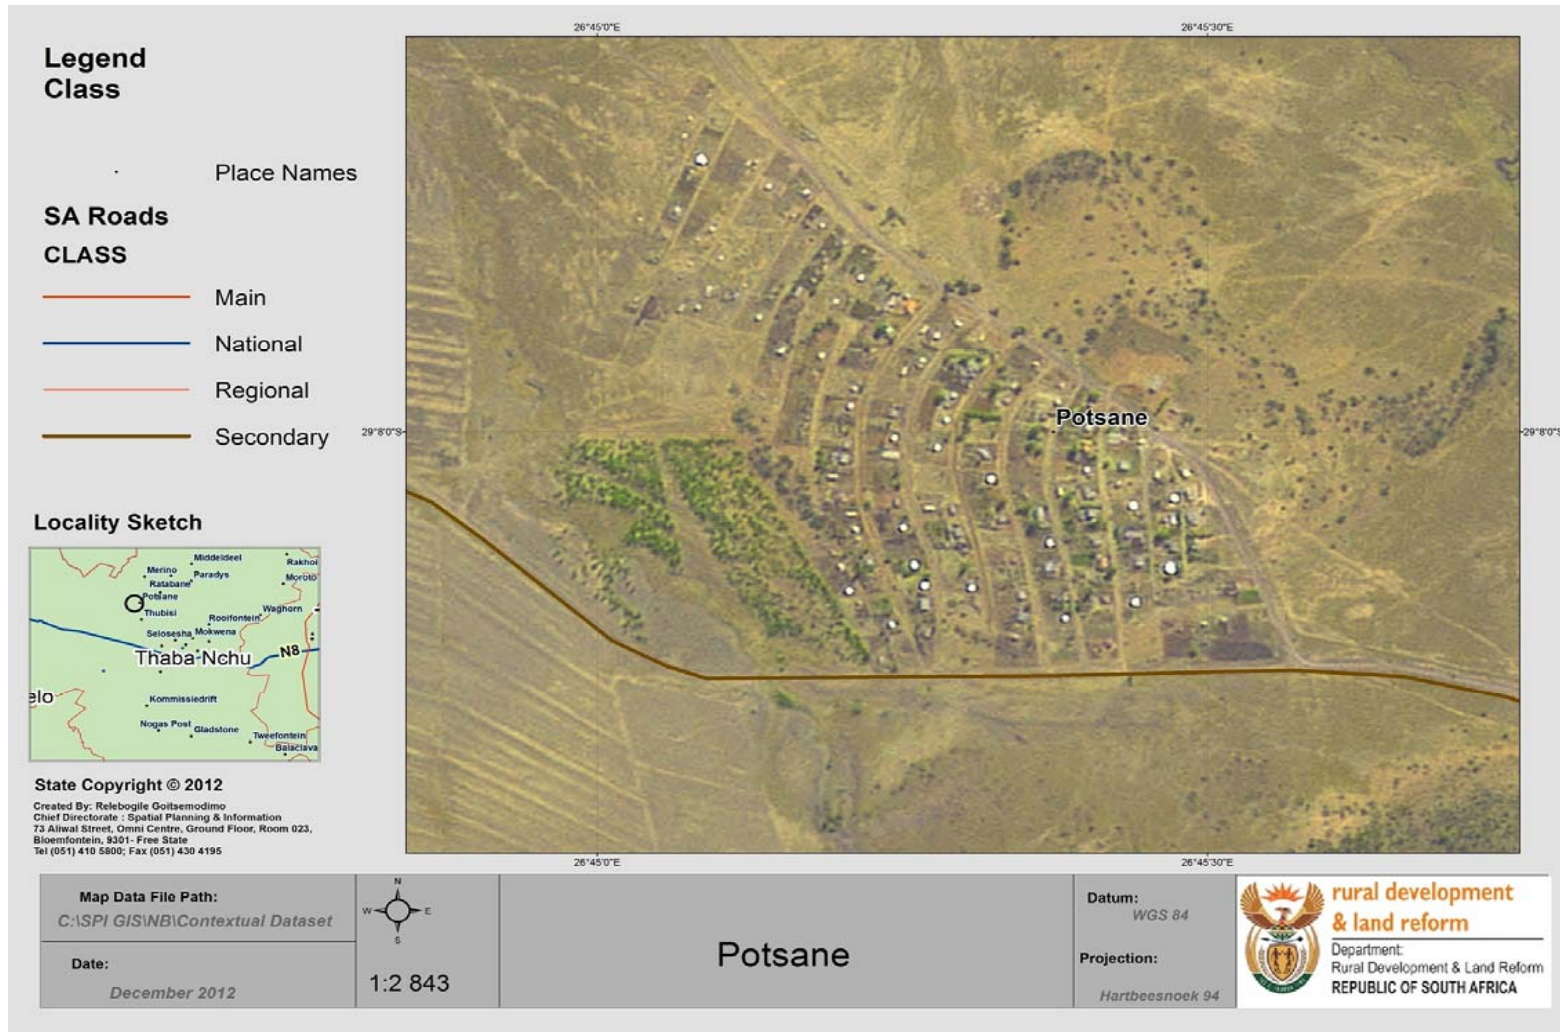 26°45'0"E
26°45'30"E
Legend
Class
Place Names
SA Roads
CLASS
Main
National
Regional
Secondary
29°8'0"S
29°8'0"S
Potsane
Locality Sketch
Middeldeel
Rakhoi
Merino
Paradys
Moroto
Ratabane
Potsane
Thubisi
Waghorn
Rooifontein
Selosesha
Mokwena
Thaba Nchu
N8
elo
Kommissiedrift
Nogas Post
Gladstone
Tweefontein
Balaclava
State Copyright © 2012
Created By: Relebogile Goitsemodimo
Chief Directorate : Spatial Planning & Information
73 Aliwal Street, Omni Centre, Ground Floor, Room 023,
Bloemfontein, 9301- Free State
Tel (051) 410 5800; Fax (051) 430 4195
26°45'0"E
26°45'30"E
Map Data File Path:
C:\SPI GIS\NB\Contextual Dataset
Date:
December 2012
N
W E
S
1:2 843
Potsane
Datum:
WGS 84
Projection:
Hartbeesnoek 94
rural development
& land reform
Department:
Rural Development & Land Reform
REPUBLIC OF SOUTH AFRICA